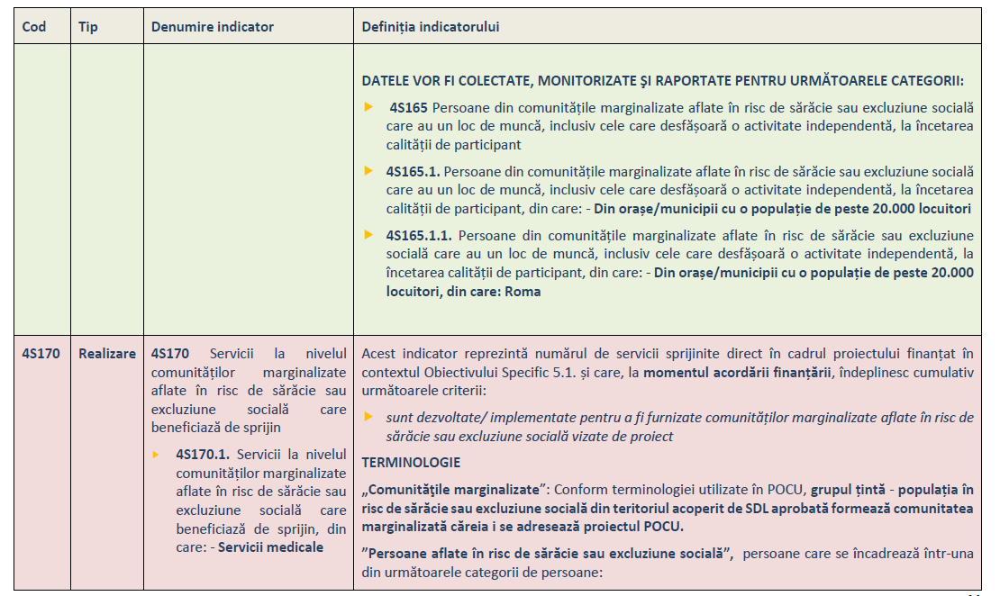 Cod
Tip
Denumire indicator
Definiția indicatorului
DATELE VOR FI COLECTATE, MONITORIZATE ŞI RAPORTATE PENTRU URMĂTOARELE CATEGORII:
4S165 Persoane din comunitățile marginalizate aflate în risc de sărăcie sau excluziune socială
care au un loc de muncă, inclusiv cele care desfășoară o activitate independentă, la încetarea
calității de participant
4S165.1. Persoane din comunitățile marginalizate aflate în risc de sărăcie sau excluziune socială
care au un loc de muncă, inclusiv cele care desfășoară o activitate independentă, la încetarea
calității de participant, din care: - Din orașe/municipii cu o populație de peste 20.000 locuitori
4S165.1.1. Persoane din comunitățile marginalizate aflate în risc de sărăcie sau excluziune
socială care au un loc de muncă, inclusiv cele care desfășoară o activitate independentă, la
încetarea calității de participant, din care: - Din orașe/municipii cu o populație de peste 20.000
locuitori, din care: Roma
4S170
Realizare
4S170 Servicii la nivelul
comunităților marginalizate
aflate în risc de sărăcie sau
excluziune socială care
beneficiază de sprijin
4S170.1. Servicii la nivelul
comunităților marginalizate
aflate în risc de sărăcie sau
excluziune socială care
beneficiază de sprijin, din
care: - Servicii medicale
Acest indicator reprezintă numărul de servicii sprijinite direct în cadrul proiectului finanțat în
contextul Obiectivului Specific 5.1. și care, la momentul acordării finanțării, îndeplinesc cumulativ
următoarele criterii:
sunt dezvoltate/ implementate pentru a fi furnizate comunităților marginalizate aflate în risc de
sărăcie sau excluziune socială vizate de proiect
TERMINOLOGIE
„Comunităţile marginalizate”: Conform terminologiei utilizate în POCU, grupul țintă - populația în
risc de sărăcie sau excluziune socială din teritoriul acoperit de SDL aprobată formează comunitatea
marginalizată căreia i se adresează proiectul POCU.
”Persoane aflate în risc de sărăcie sau excluziune socială”, persoane care se încadrează într-una
din următoarele categorii de persoane: